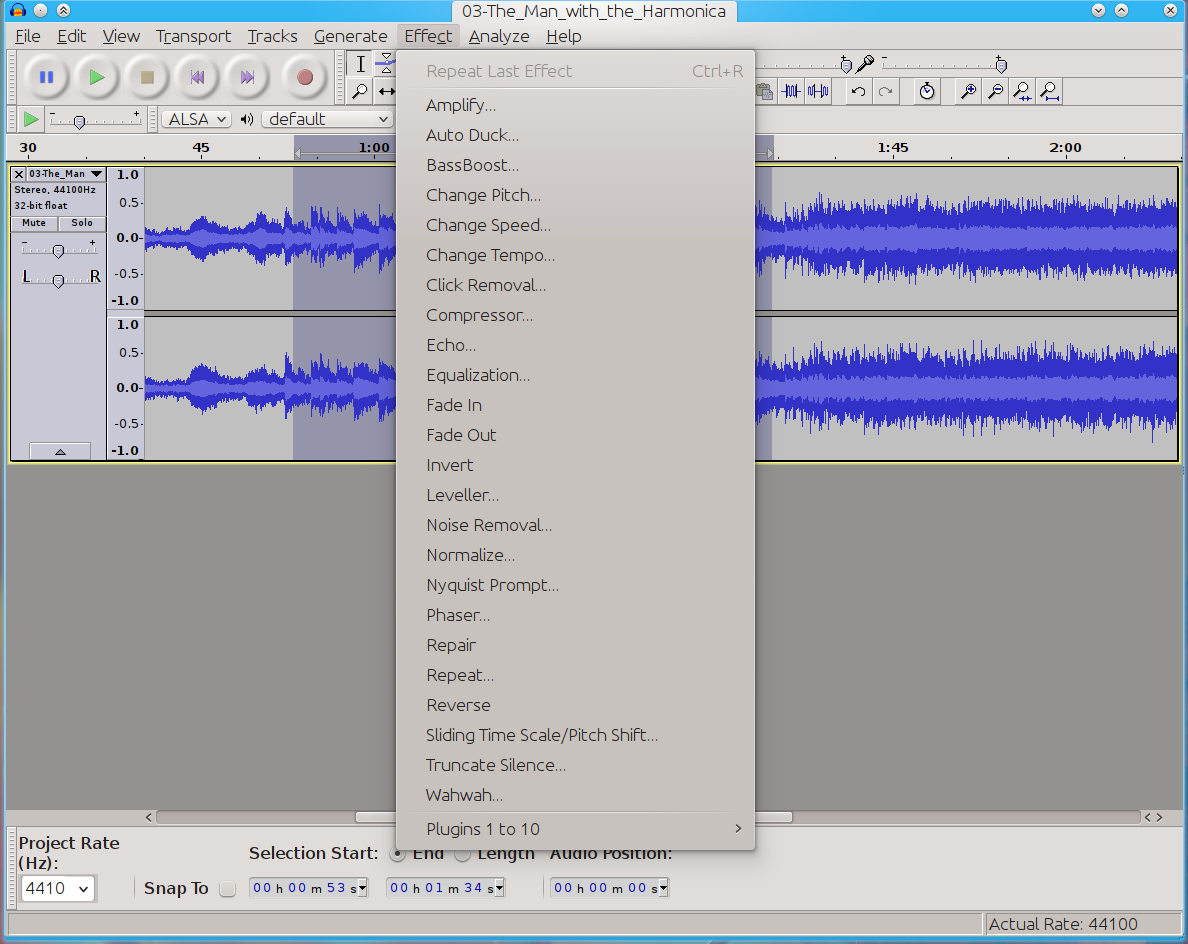 03-The_Man_with_the_Harmonica
File Edit View Transport Tracks Generate Effect Analyze Help
ALSA default
30 45 1:00 1:45 2:00
03-The_Man
Stereo, 44100Hz
32-bit float
Mute Solo
- +
L R
1.0
0.5-
0.0-
-0.5-
-1.0
1.0
0.5-
0.0-
-0.5-
-1.0
Repeat Last Effect Ctrl+R
Amplify...
Auto Duck...
BassBoost...
Change Pitch...
Change Speed...
Change Tempo...
Click Removal...
Compressor...
Echo...
Equalization...
Fade In
Fade Out
Invert
Leveller...
Noise Removal...
Normalize...
Nyquist Prompt...
Phaser...
Repair
Repeat...
Reverse
Sliding Time Scale/Pitch Shift...
Truncate Silence...
Wahwah...
Plugins 1 to 10
Project Rate
(Hz):
4410
Selection Start: End Length Audio Position:
Snap To 00 h 00 m 53 s 00 h 01 m 34 s 00 h 00 m 00 s
Actual Rate: 44100